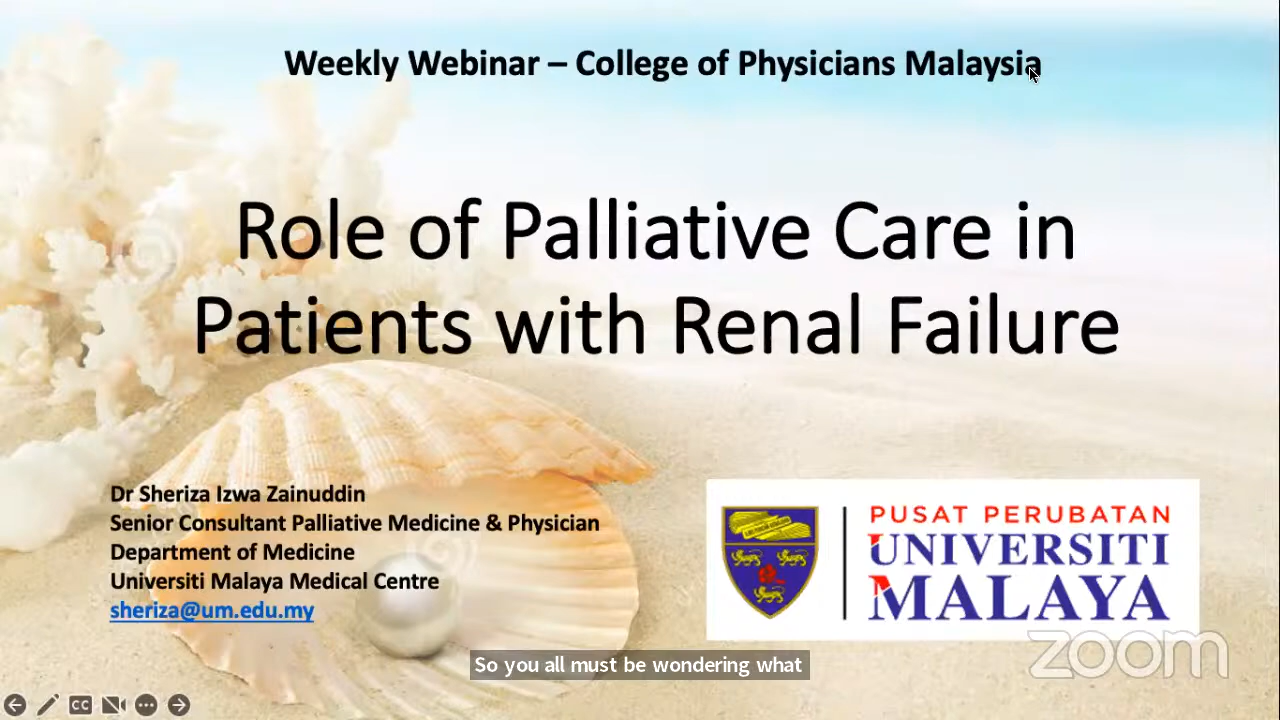 Weekly Webinar – College of Physicians Malaysia
Role of Palliative Care in
Patients with Renal Failure
Dr Sheriza Izwa Zainuddin
Senior Consultant Palliative Medicine & Physician
Department of Medicine
Universiti Malaya Medical Centre
sheriza@um.edu.my
PUSAT PERUBATAN
UNIVERSITI
MALAYA
zoom
So you all must be wondering what
CC